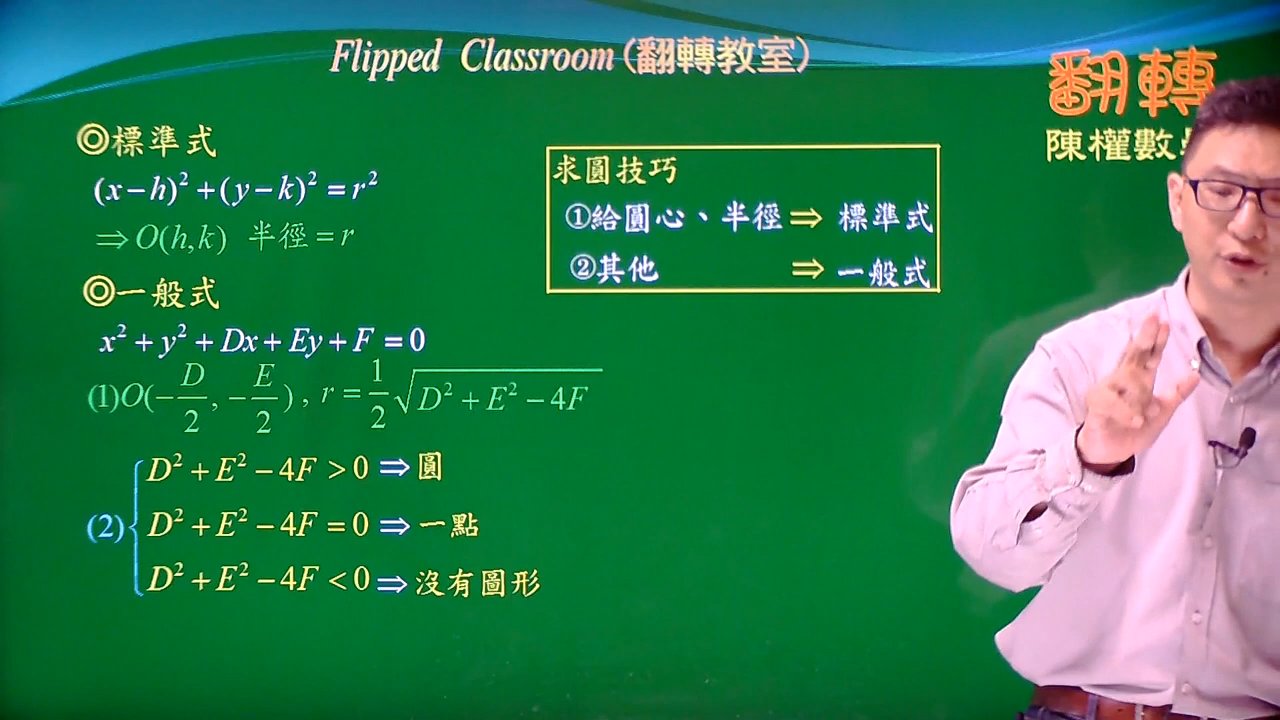 Flipped Classroom(翻轉教室)
翻轉
陳權數
◎標準式
(x−h)²+(y−k)²=r²
⇒O(h,k) 半徑=r
◎一般式
x²+y²+Dx+Ey+F=0
(1)O(−D/2,−E/2), r=1/2√(D²+E²−4F)
(2){D²+E²−4F>0⇒圓
D²+E²−4F=0⇒一點
D²+E²−4F<0⇒沒有圖形
求圓技巧
①給圓心、半徑⇒標準式
②其他⇒一般式